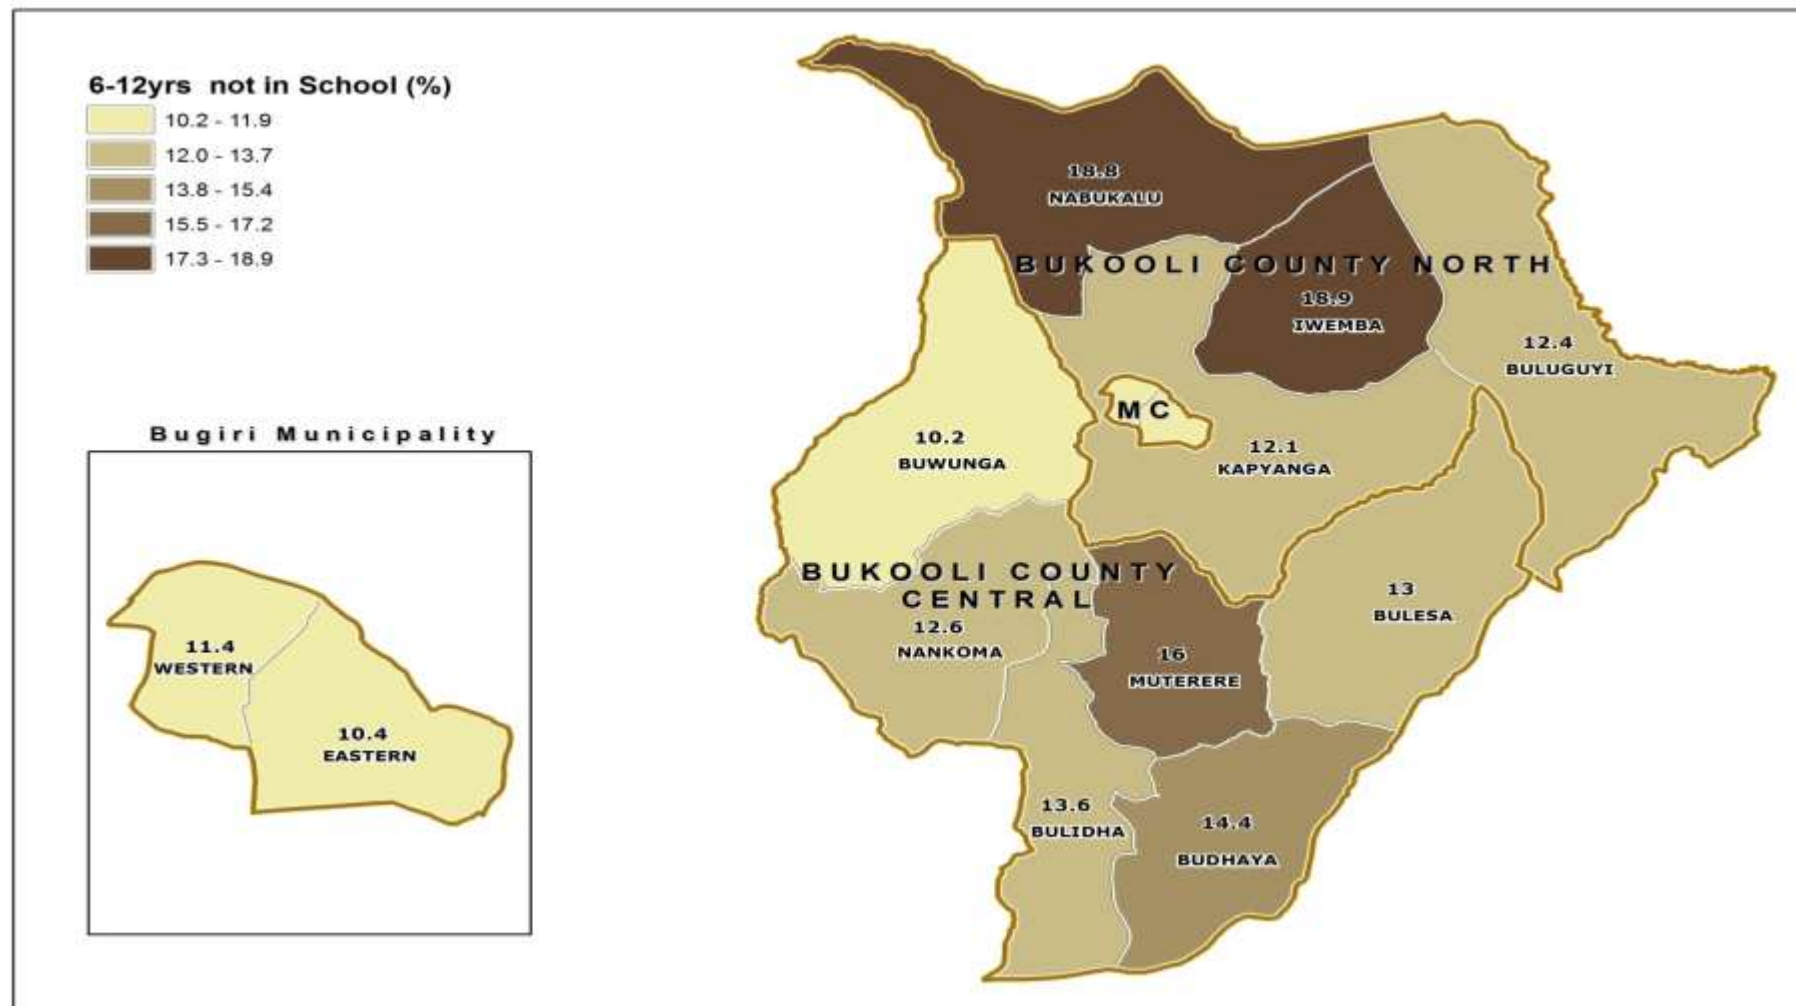 6-12yrs not in School (%)
10.2 - 11.9
12.0 - 13.7
13.8 - 15.4
15.5 - 17.2
17.3 - 18.9
Bugiri Municipality
11.4
WESTERN
10.4
EASTERN
18.8
NABUKALU
BUKOOLI COUNTY NORTH
18.9
IWEMBA
12.4
BULUGUYI
MC
10.2
BUWUNGA
12.1
KAPYANGA
BUKOOLI COUNTY
CENTRAL
12.6
NANKOMA
13
BULESA
16
MUTERERE
13.6
BULIDHA
14.4
BUDHAYA